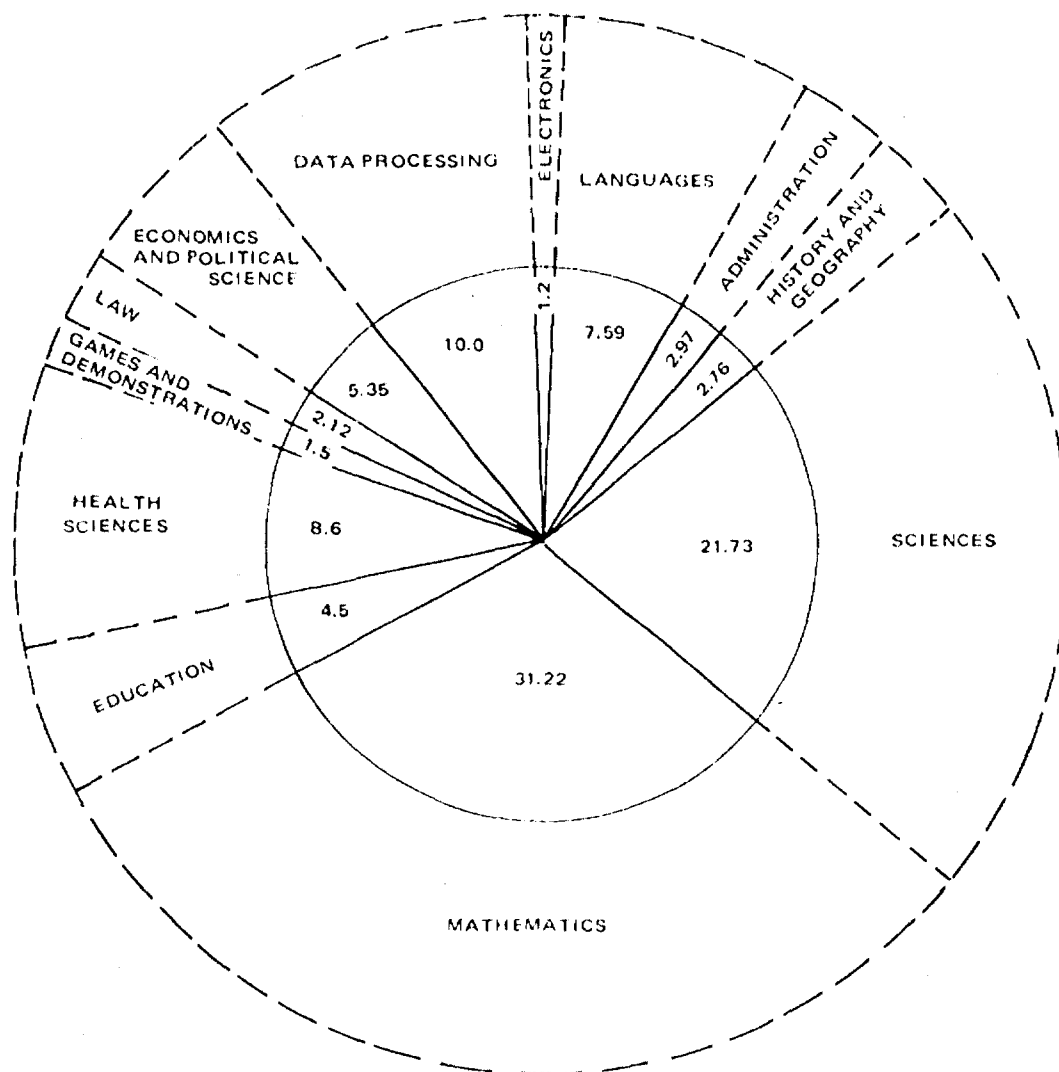 ELECTRONICS
DATA PROCESSING
LANGUAGES
ADMINISTRATION
HISTORY AND
GEOGRAPHY
ECONOMICS
AND POLITICAL
SCIENCE
LAW
GAMES AND
DEMONSTRATIONS
1.2
10.0
7.59
2.97
2.76
5.35
2.12
1.5
HEALTH
SCIENCES
8.6
21.73
SCIENCES
4.5
EDUCATION
31.22
MATHEMATICS